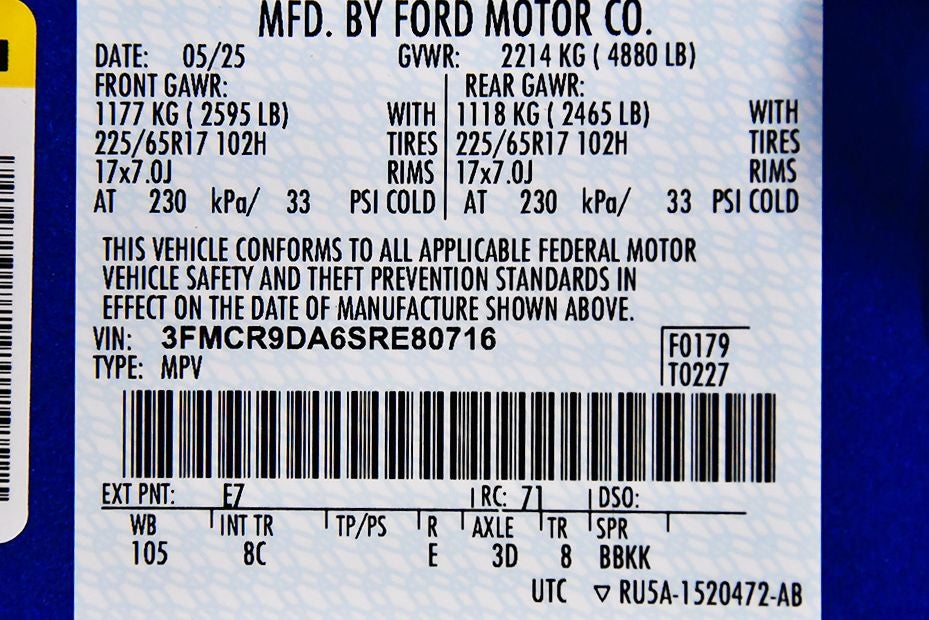 MFD. BY FORD MOTOR CO.
DATE: 05/25 GVWR: 2214 KG ( 4880 LB)
FRONT GAWR: REAR GAWR:
1177 KG ( 2595 LB) WITH 1118 KG ( 2465 LB) WITH
225/65R17 102H TIRES 225/65R17 102H TIRES
17x7.0J RIMS 17x7.0J RIMS
AT 230 kPa/ 33 PSI COLD AT 230 kPa/ 33 PSI COLD
THIS VEHICLE CONFORMS TO ALL APPLICABLE FEDERAL MOTOR
VEHICLE SAFETY AND THEFT PREVENTION STANDARDS IN
EFFECT ON THE DATE OF MANUFACTURE SHOWN ABOVE.
VIN: 3FMCR9DA6SRE80716
F0179
TYPE: MPV
T0227
EXT PNT: E7 RC: 71 DSO:
WB INT TR TP/PS R AXLE TR SPR
105 8C E 3D 8 BBKK
UTC ▽ RU5A-1520472-AB